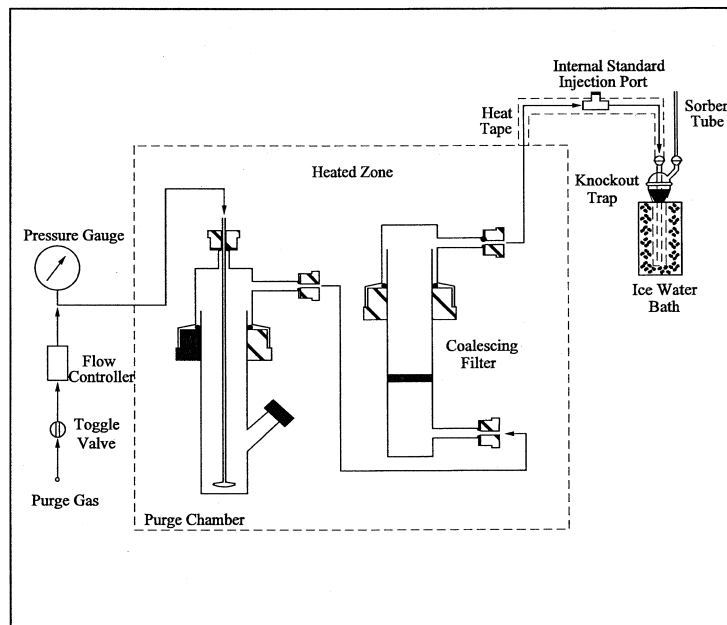 Internal Standard
Injection Port
Heat
Tape
Sorber
Tube
Heated Zone
Knockout
Trap
Pressure Gauge
Ice Water
Bath
Flow
Controller
Coalescing
Filter
Toggle
Valve
Purge Gas
Purge Chamber